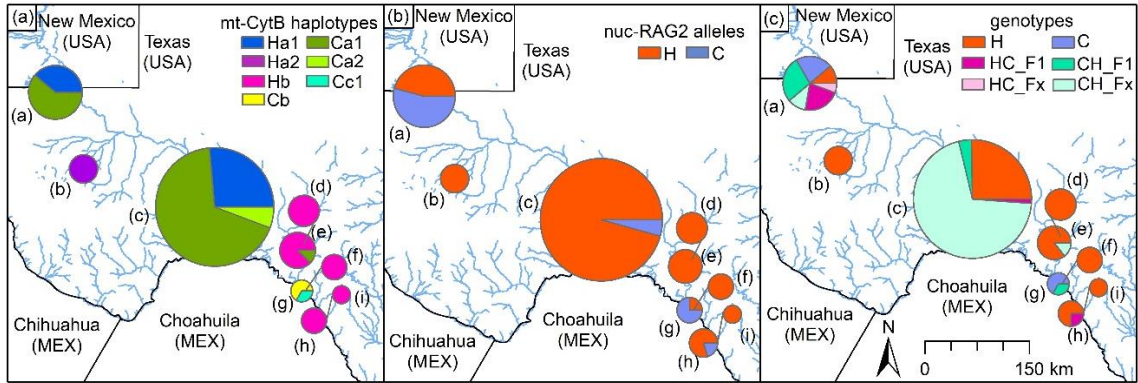 (a)
New Mexico
(USA)
Texas
(USA)
mt-CytB haplotypes
Ha1
Ca1
Ha2
Ca2
Hb
Cc1
Cb
(a)
(b)
(c)
(d)
(e)
(f)
(g)
(i)
(h)
Chihuahua
(MEX)
Choahuila
(MEX)
(b)
New Mexico
(USA)
Texas
(USA)
nuc-RAG2 alleles
H
C
(a)
(b)
(c)
(d)
(e)
(f)
(g)
(i)
(h)
Chihuahua
(MEX)
Choahuila
(MEX)
(c)
New Mexico
(USA)
Texas
(USA)
genotypes
H
C
HC_F1
CH_F1
HC_Fx
CH_Fx
(a)
(b)
(c)
(d)
(e)
(f)
(g)
(i)
(h)
Chihuahua
(MEX)
Choahuila
(MEX)
N
0
150 km